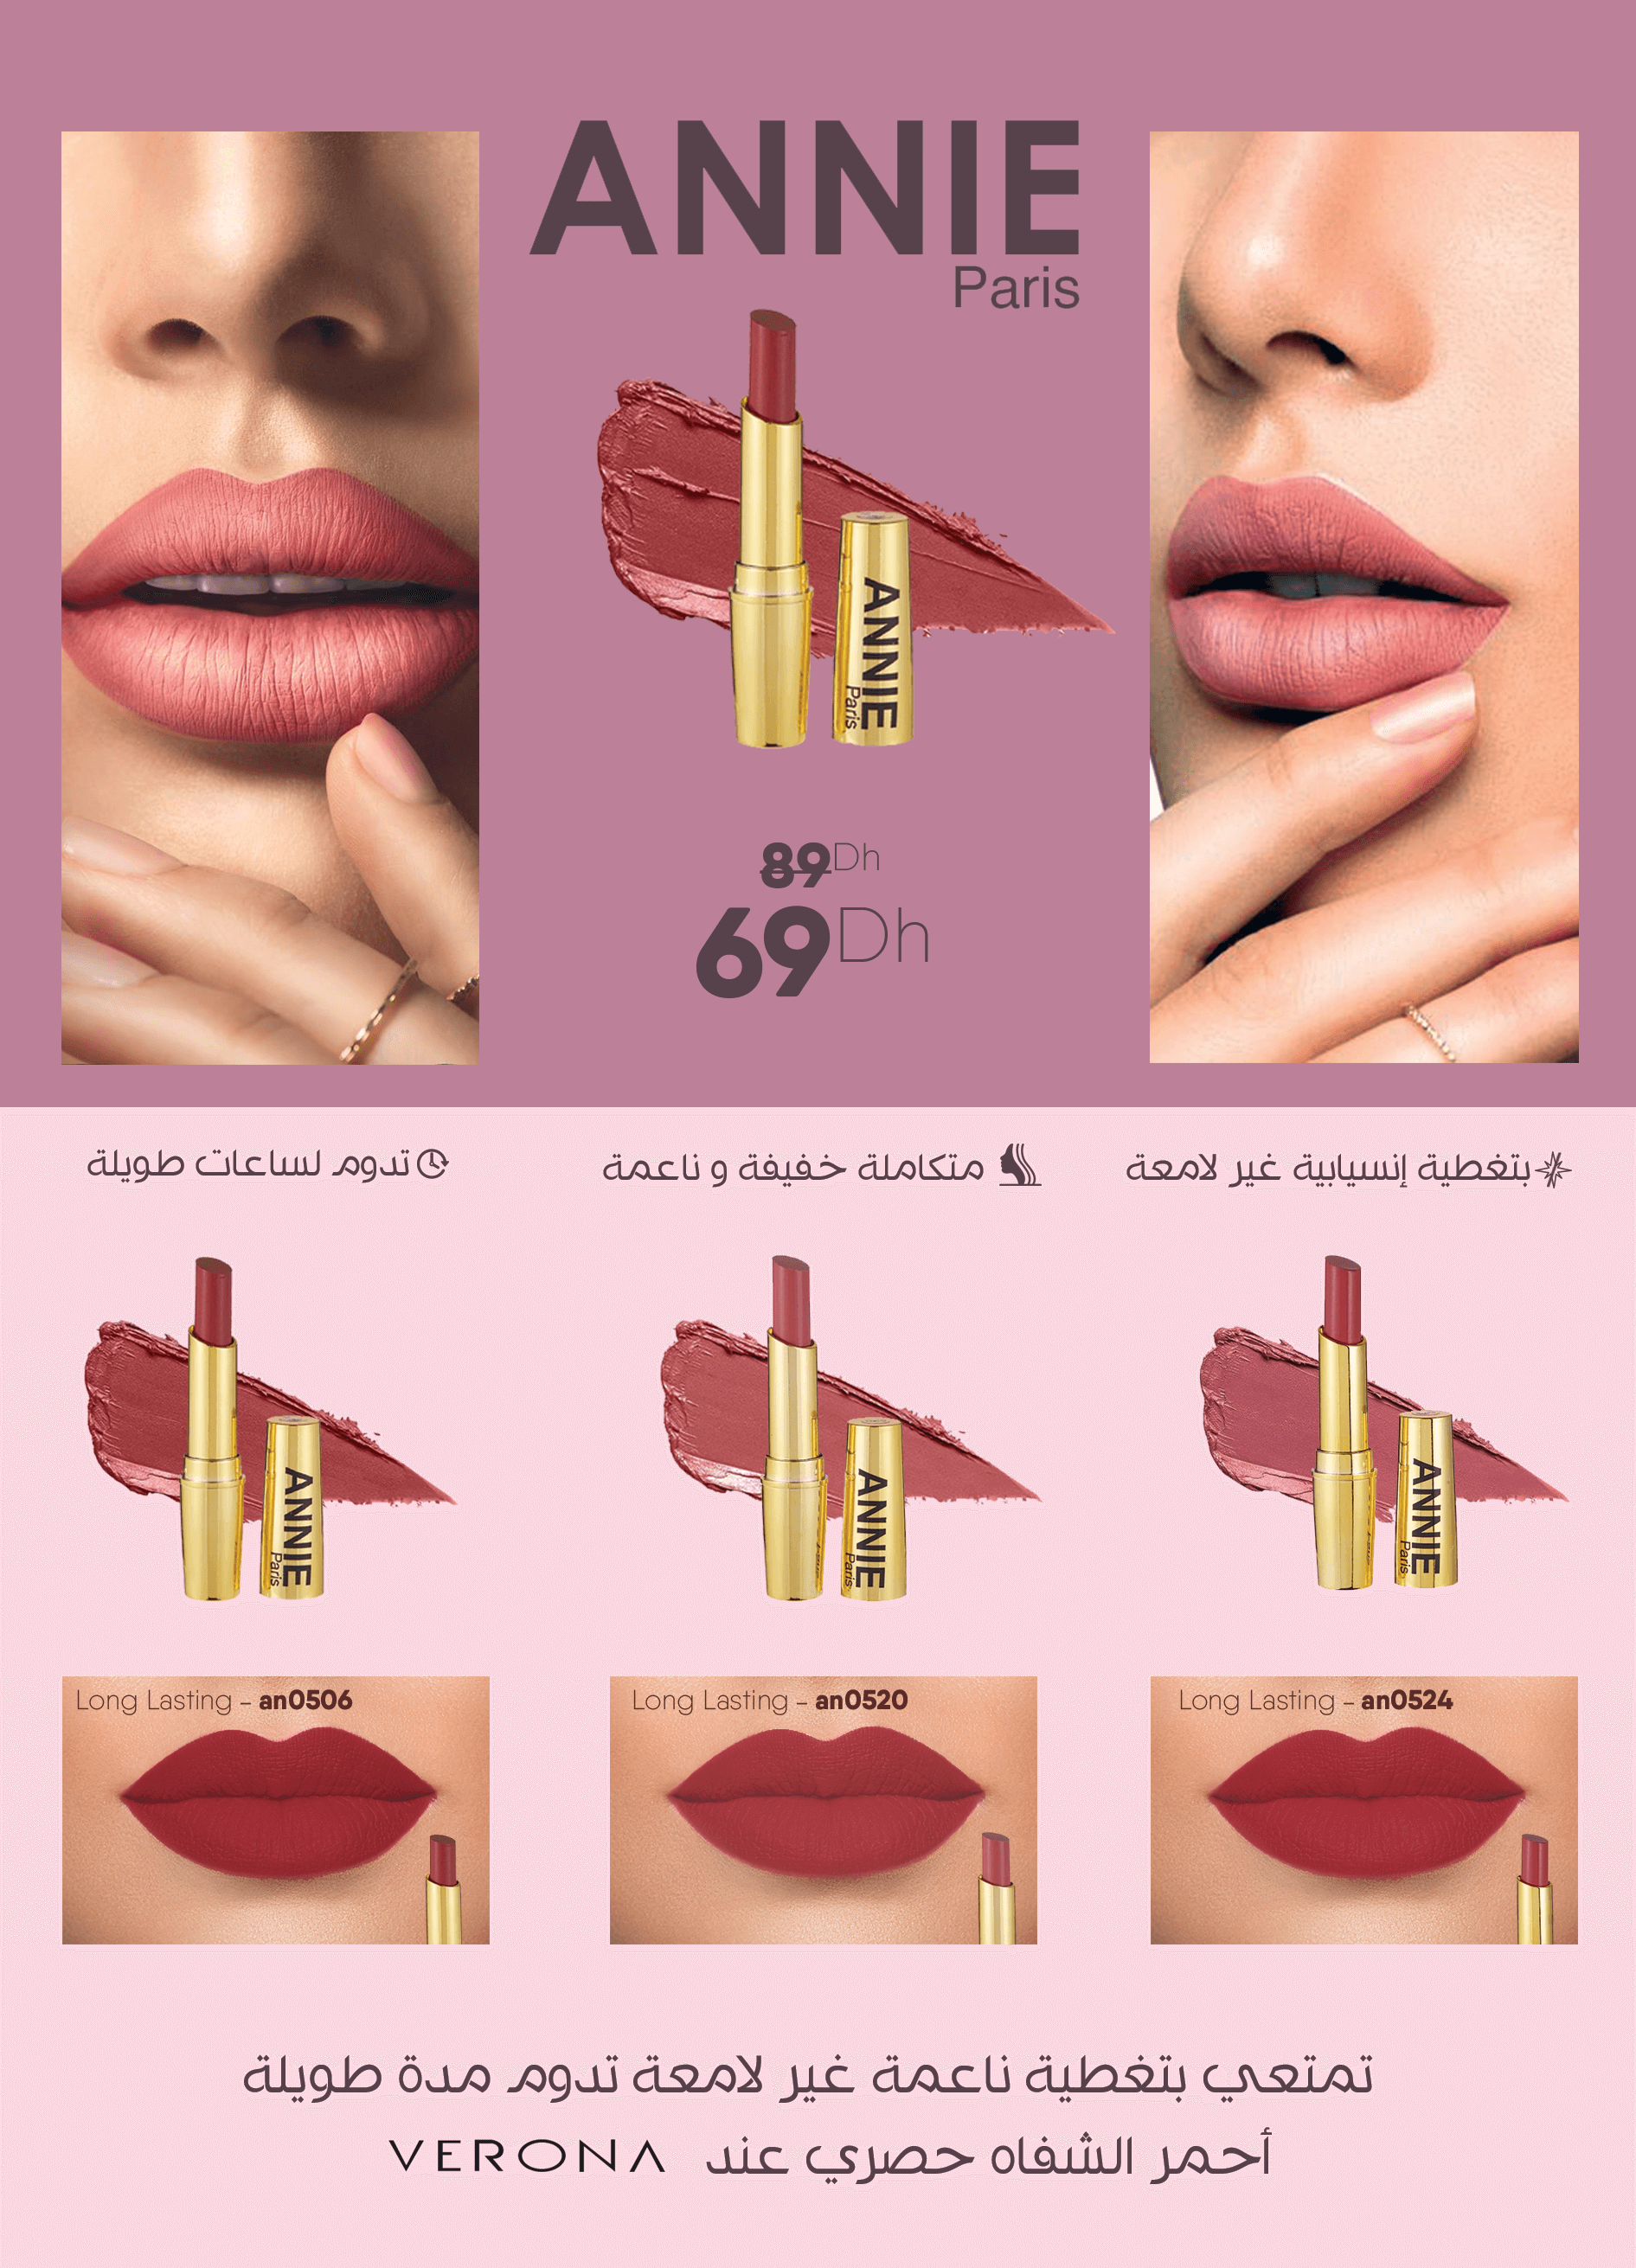 ANNIE
Paris
ANNIE
Paris
89Dh
69Dh
بتغطية إنسيابية غير لامعة
متكاملة خفيفة و ناعمة
تدوم لساعات طويلة
ANNIE
Paris
ANNIE
Paris
ANNIE
Paris
Long Lasting - an0506
Long Lasting - an0520
Long Lasting - an0524
تمتعي بتغطية ناعمة غير لامعة تدوم مدة طويلة
أحمر الشفاه حصري عند VERONA